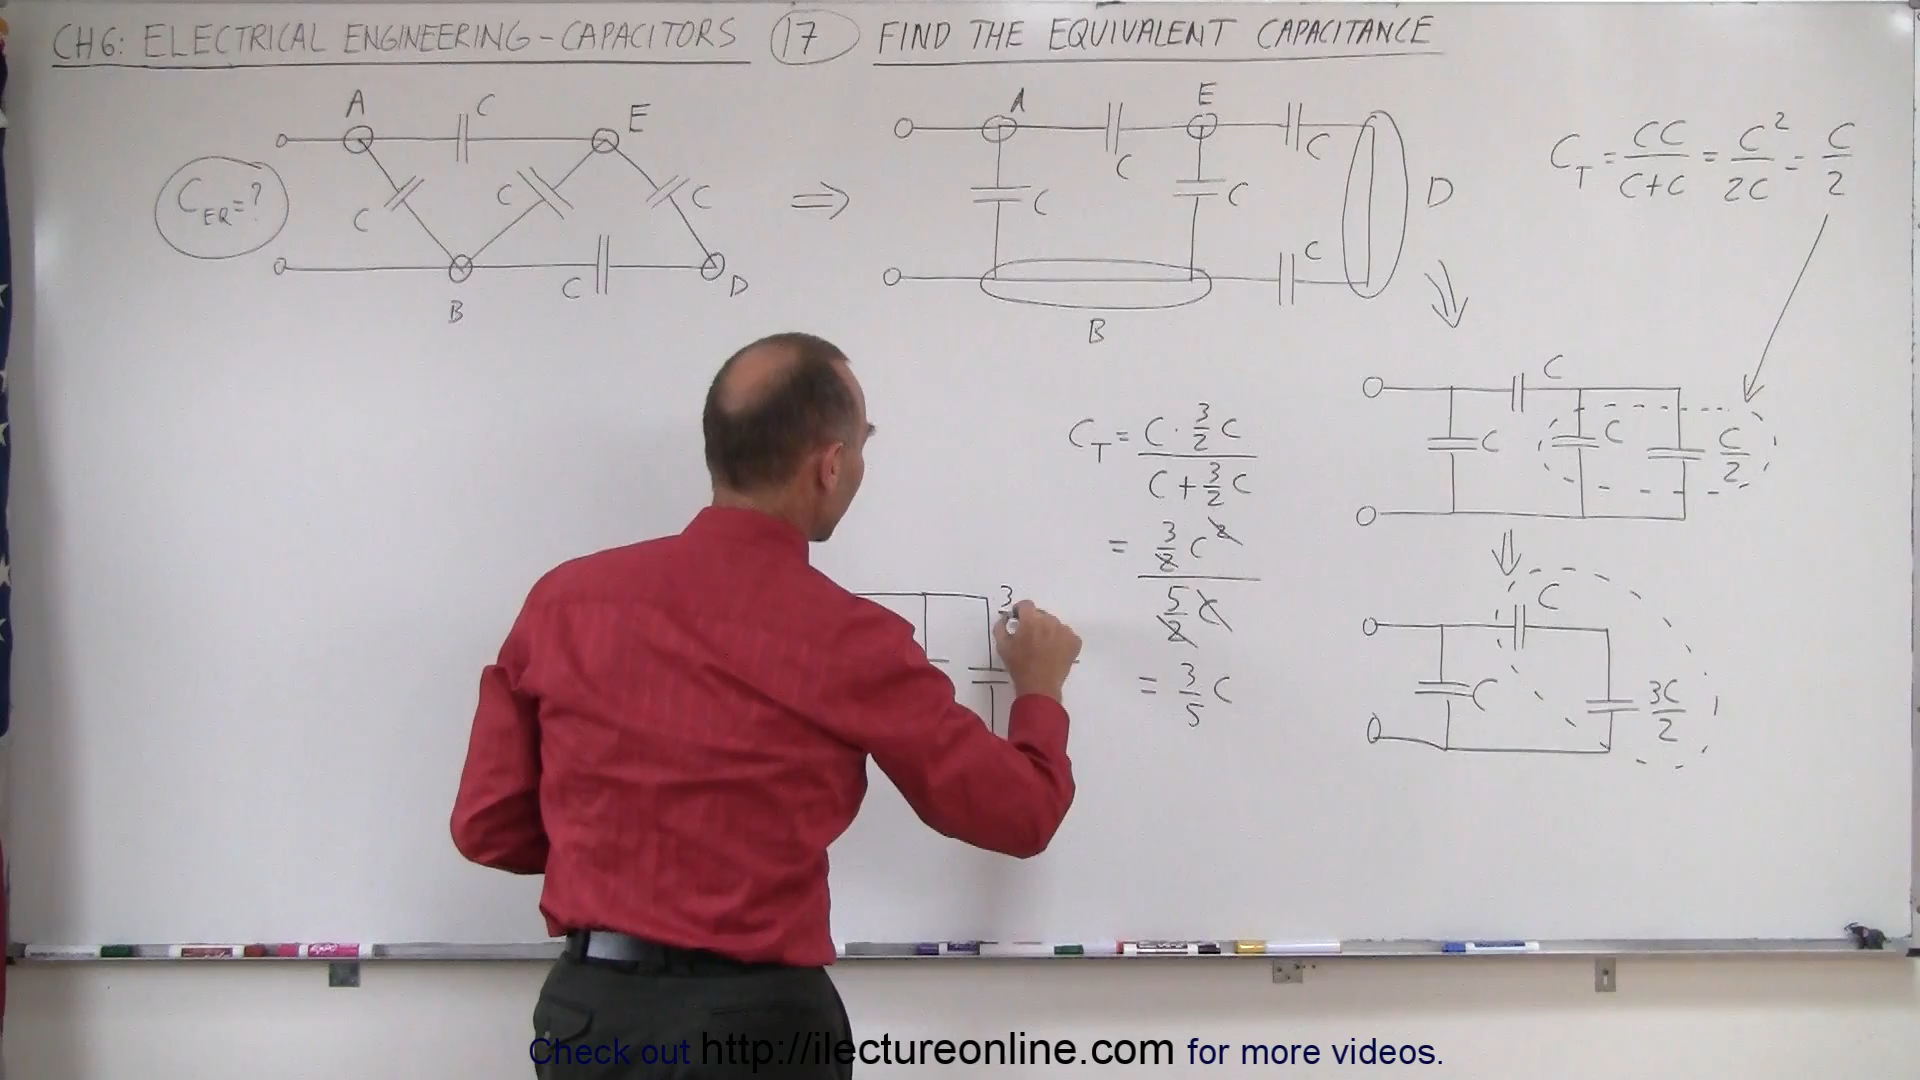 CH6: ELECTRICAL ENGINEERING-CAPACITORS 17 FIND THE EQUIVALENT CAPACITANCE
A C E
C C C
C_EQ=?
B C D
⇒
A C E C
C C D
B C
C_T = CC/(C+C) = C²/2C = C/2
C
C C C/2
C_T = C·3/2 C
C+3/2 C
= 3/2 C²
5/2 C
= 3/5 C
C
C 3C/2
3
Check out http://ilectureonline.com for more videos.